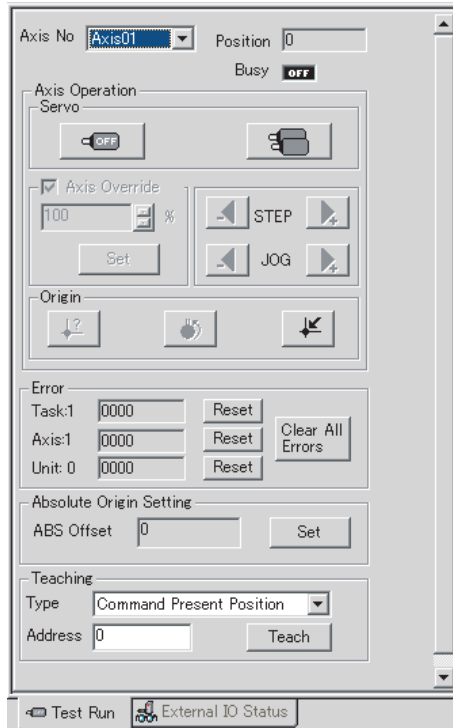 Axis No Axis01 Position 0
Busy OFF
Axis Operation
Servo
OFF
Axis Override
100 %
Set
STEP
JOG
Origin
?
Error
Task:1 0000 Reset
Axis:1 0000 Reset
Unit: 0 0000 Reset
Clear All
Errors
Absolute Origin Setting
ABS Offset 0 Set
Teaching
Type Command Present Position
Address 0 Teach
Test Run External IO Status